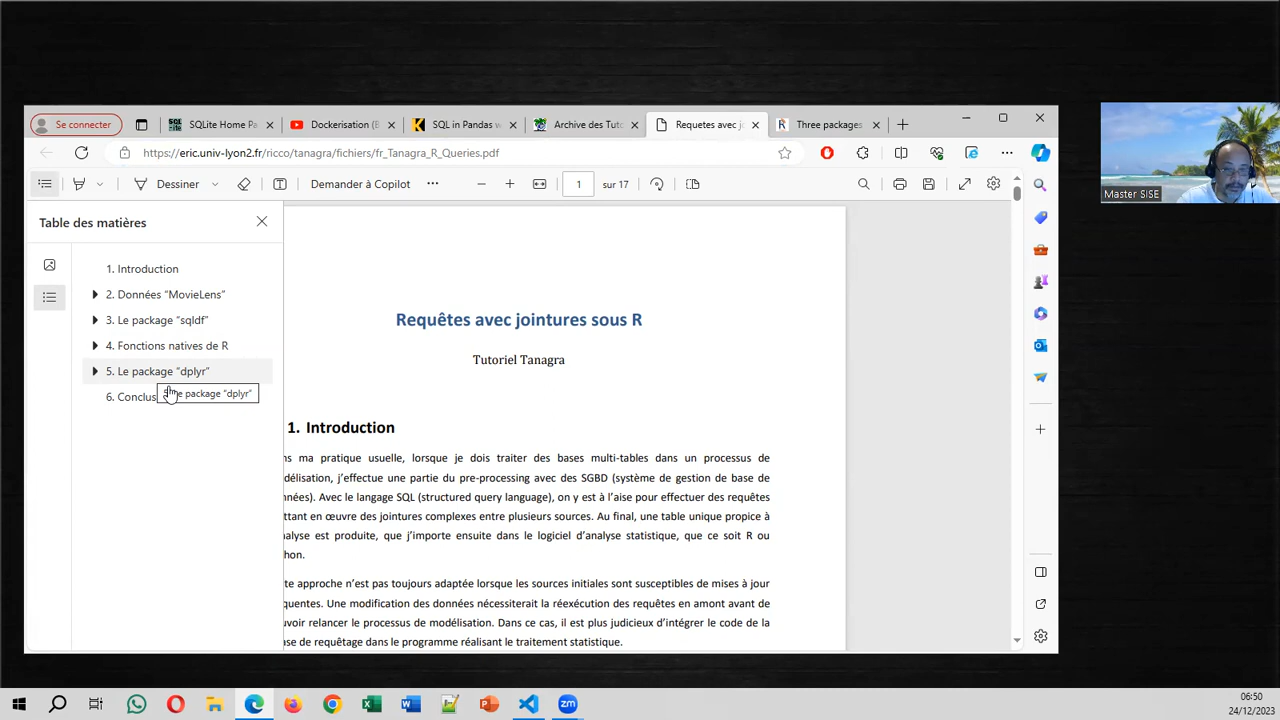 Se connecter
SQLite Home Pa
Dockerisation (E
SQL in Pandas w
Archive des Tuto
Requetes avec jo
Three packages
https://eric.univ-lyon2.fr/ricco/tanagra/fichiers/fr_Tanagra_R_Queries.pdf
Dessiner
Demander à Copilot
1
sur 17
Table des matières
1. Introduction
2. Données “MovieLens”
3. Le package “sqldf”
4. Fonctions natives de R
5. Le package “dplyr”
package “dplyr”
6. Conclus
Requêtes avec jointures sous R
Tutoriel Tanagra
1. Introduction
ns ma pratique usuelle, lorsque je dois traiter des bases multi-tables dans un processus de
délisation, j’effectue une partie du pre-processing avec des SGBD (système de gestion de base de
nnées). Avec le langage SQL (structured query language), on y est à l’aise pour effectuer des requêtes
ttant en œuvre des jointures complexes entre plusieurs sources. Au final, une table unique propice à
nalyse est produite, que j’importe ensuite dans le logiciel d’analyse statistique, que ce soit R ou
hon.
te approche n’est pas toujours adaptée lorsque les sources initiales sont susceptibles de mises à jour
quentes. Une modification des données nécessiterait la réexécution des requêtes en amont avant de
uvoir relancer le processus de modélisation. Dans ce cas, il est plus judicieux d’intégrer le code de la
ase de requêtage dans le programme réalisant le traitement statistique.
Master SISE
06:50
24/12/2023